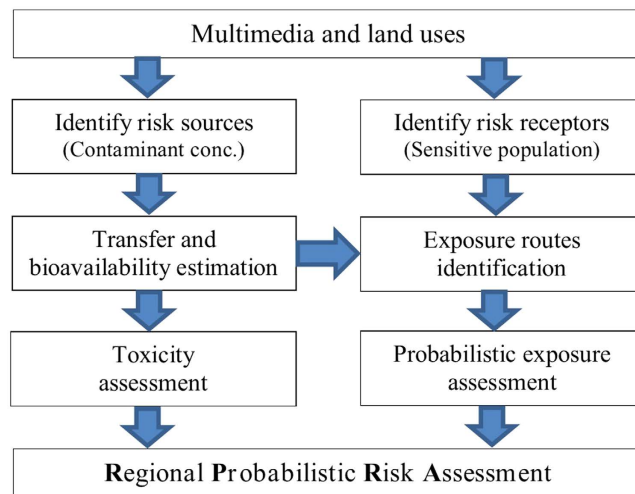 Multimedia and land uses
Identify risk sources
(Contaminant conc.)
Identify risk receptors
(Sensitive population)
Transfer and
bioavailability estimation
Exposure routes
identification
Toxicity
assessment
Probabilistic exposure
assessment
Regional Probabilistic Risk Assessment